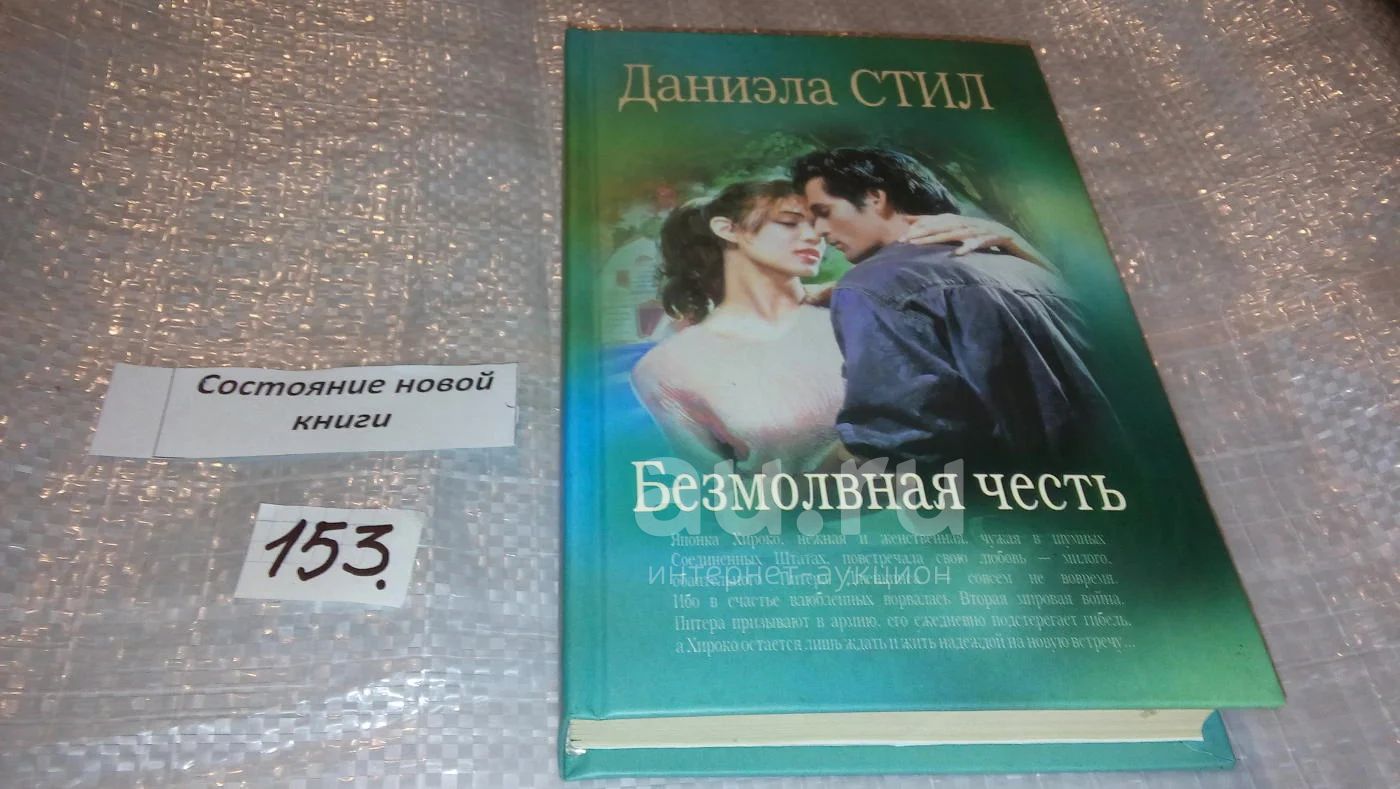 Даниэла СТИЛ
Состояние новой
книги
153.
Безмолвная честь
au.ru
интернет аукцион
Японка Хироко, нежная и женственная, чужая в шумных
Соединенных Штатах, повстречала свою любовь — милого,
Питера совсем не вовремя.
Ибо в счастье влюбленных ворвалась Вторая мировая война.
Питера призывают в армию, его ежедневно подстерегает гибель,
а Хироко остается лишь ждать и жить надеждой на новую встречу...